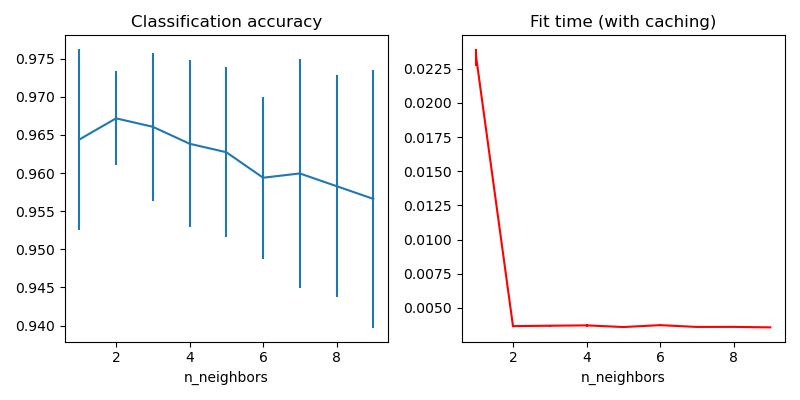 Classification accuracy
0.975
0.970
0.965
0.960
0.955
0.950
0.945
0.940
2 4 6 8
n_neighbors
Fit time (with caching)
0.0225
0.0200
0.0175
0.0150
0.0125
0.0100
0.0075
0.0050
2 4 6 8
n_neighbors